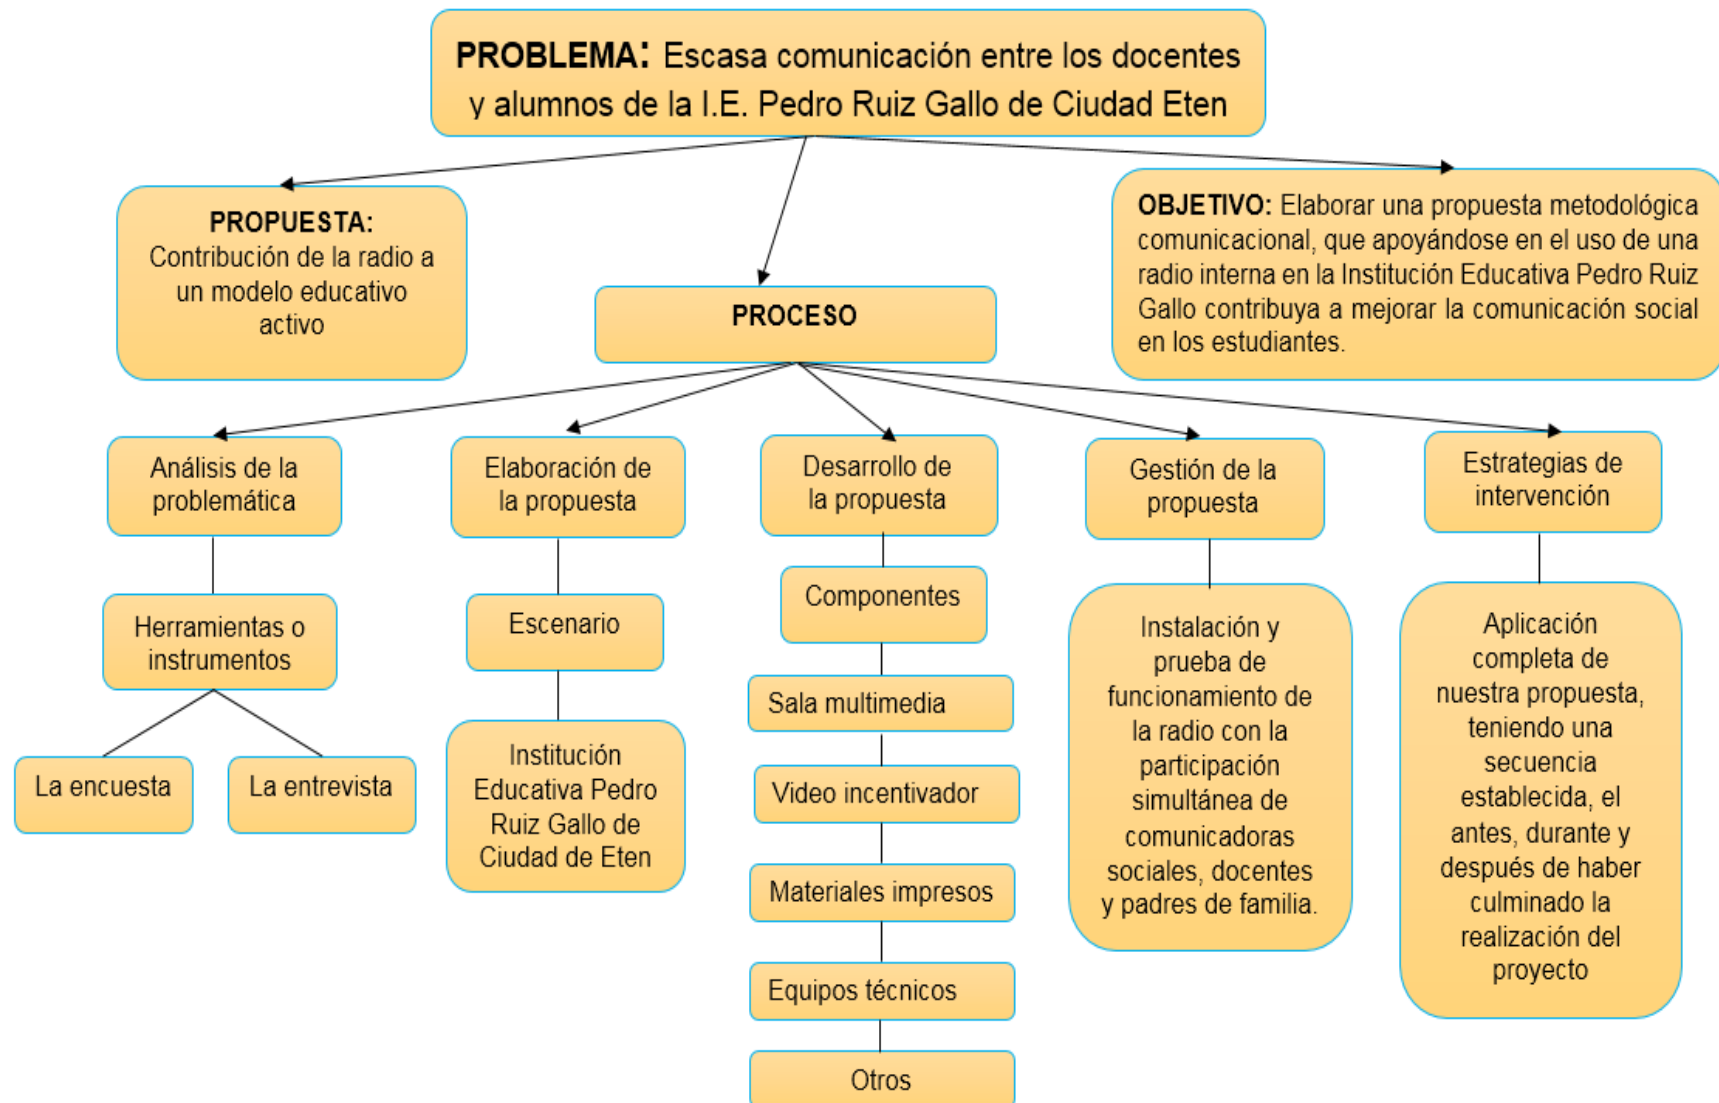 PROBLEMA: Escasa comunicación entre los docentes
y alumnos de la I.E. Pedro Ruiz Gallo de Ciudad Eten
PROPUESTA:
Contribución de la radio a
un modelo educativo
activo
PROCESO
OBJETIVO: Elaborar una propuesta metodológica
comunicacional, que apoyándose en el uso de una
radio interna en la Institución Educativa Pedro Ruiz
Gallo contribuya a mejorar la comunicación social
en los estudiantes.
Análisis de la
problemática
Herramientas o
instrumentos
La encuesta
La entrevista
Elaboración de
la propuesta
Escenario
Institución
Educativa Pedro
Ruiz Gallo de
Ciudad de Eten
Desarrollo de
la propuesta
Componentes
Sala multimedia
Video incentivador
Materiales impresos
Equipos técnicos
Otros
Gestión de la
propuesta
Instalación y
prueba de
funcionamiento de
la radio con la
participación
simultánea de
comunicadoras
sociales, docentes
y padres de familia.
Estrategias de
intervención
Aplicación
completa de
nuestra propuesta,
teniendo una
secuencia
establecida, el
antes, durante y
después de haber
culminado la
realización del
proyecto